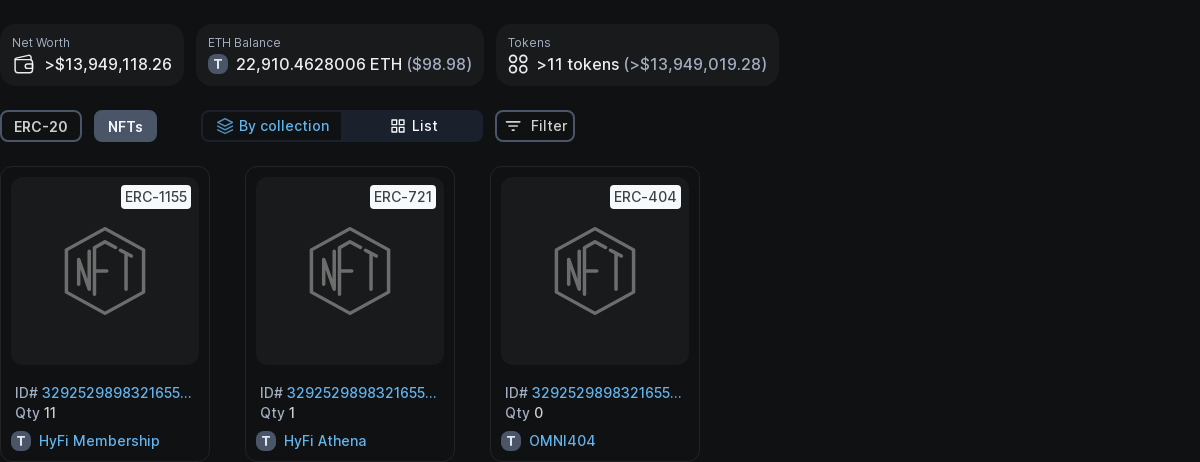 Net Worth
>$13,949,118.26
ETH Balance
T 22,910.4628006 ETH ($98.98)
Tokens
>11 tokens (>$13,949,019.28)
ERC-20
NFTs
By collection
List
Filter
ERC-1155
NFT
ID# 3292529898321655...
Qty 11
T HyFi Membership
ERC-721
NFT
ID# 3292529898321655...
Qty 1
T HyFi Athena
ERC-404
NFT
ID# 3292529898321655...
Qty 0
T OMNI404